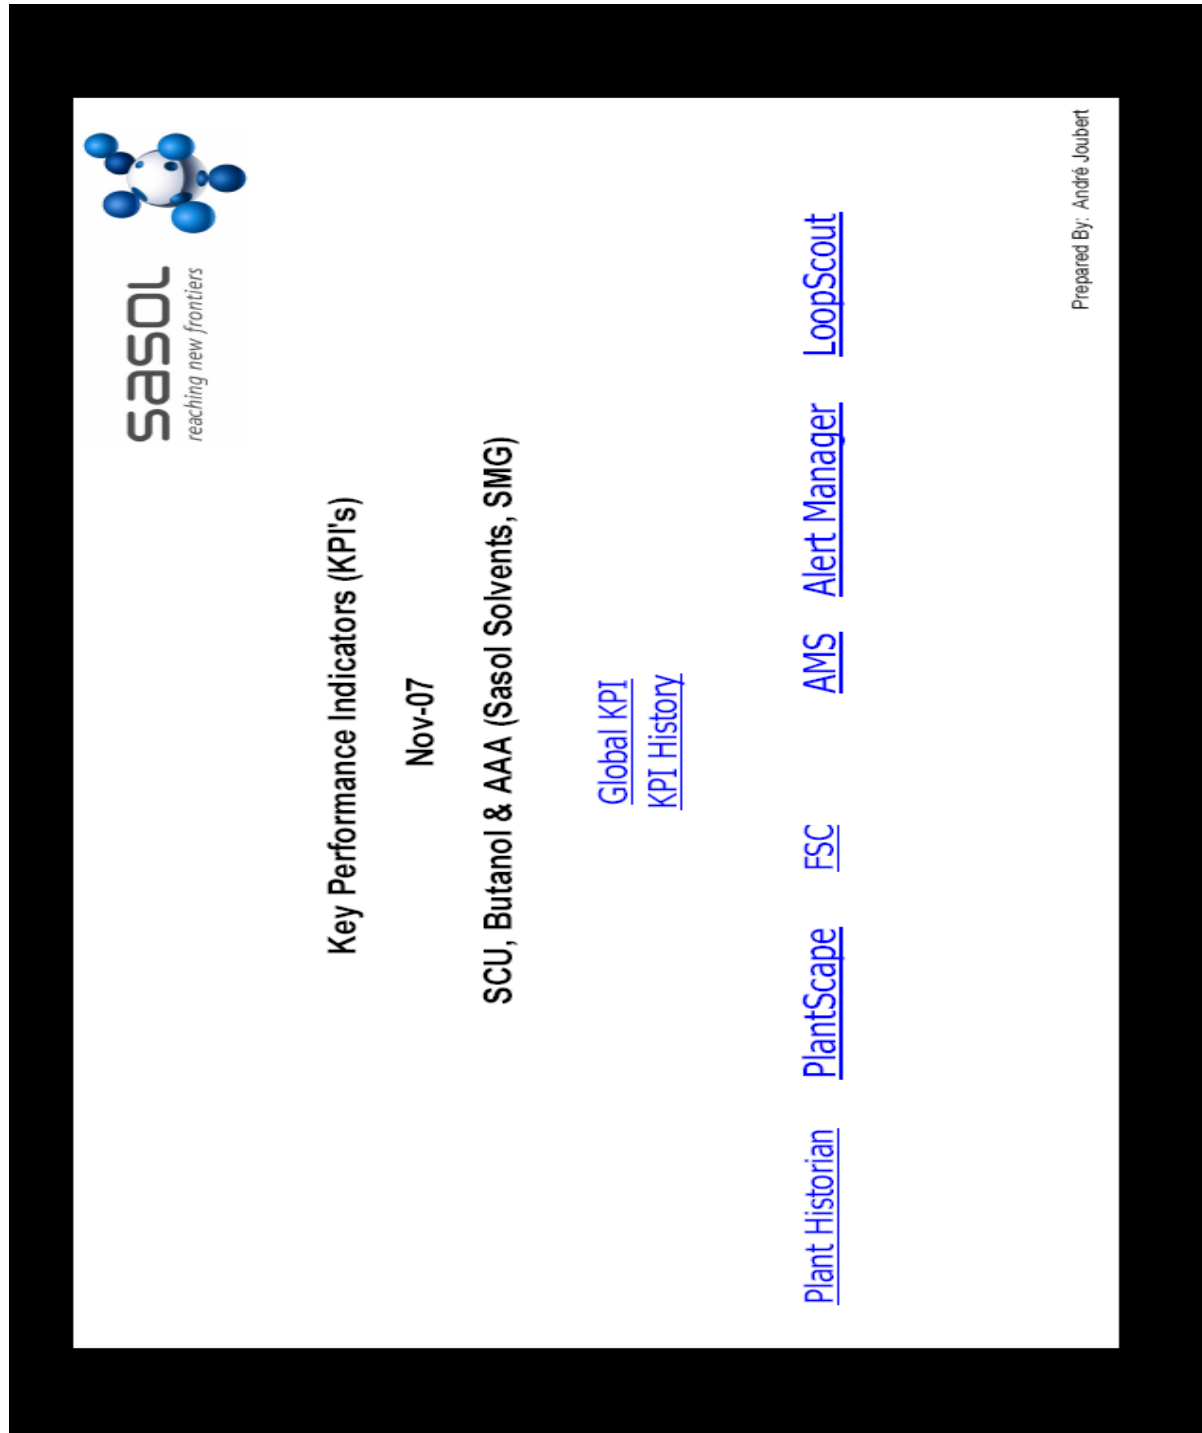 sasol
reaching new frontiers
Key Performance Indicators (KPI's)
Nov-07
SCU, Butanol & AAA (Sasol Solvents, SMG)
Global KPI
KPI History
Plant Historian PlantScape FSC AMS Alert Manager LoopScout
Prepared By: André Joubert